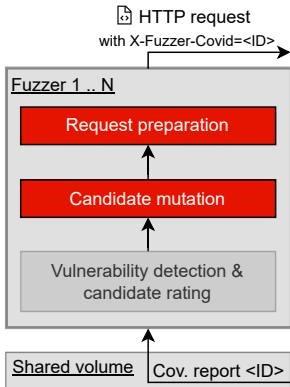 HTTP request
with X-Fuzzer-Covid=<ID>
Fuzzer 1 .. N
Request preparation
Candidate mutation
Vulnerability detection &
candidate rating
Shared volume
Cov. report <ID>